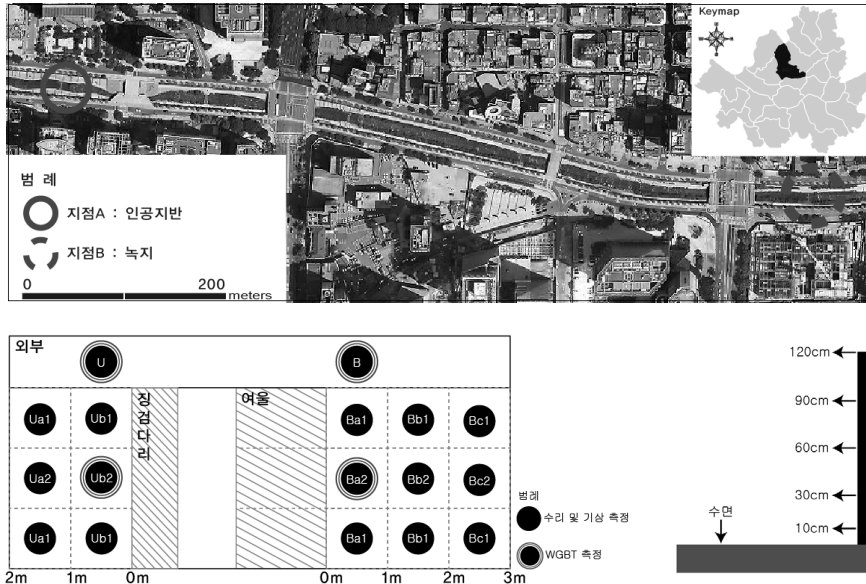 Keymap
범 례
지점A : 인공지반
지점B : 녹지
0 200 meters
외부
U B
징검다리
여울
Ua1 Ub1 Ba1 Bb1 Bc1
Ua2 Ub2 Ba2 Bb2 Bc2
Ua1 Ub1 Ba1 Bb1 Bc1
2m 1m 0m 0m 1m 2m 3m
범례
수리 및 기상 측정
WGBT 측정
120cm
90cm
60cm
30cm
10cm
수면